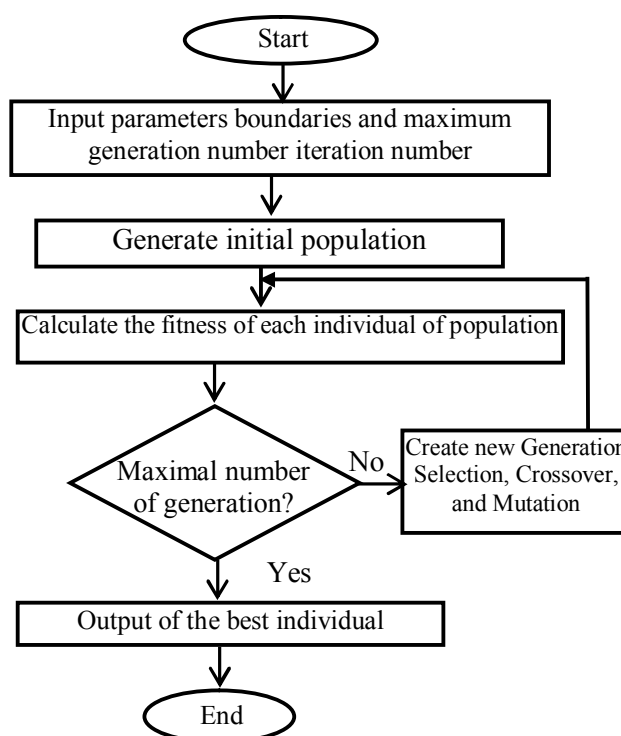 Start
Input parameters boundaries and maximum
generation number iteration number
Generate initial population
Calculate the fitness of each individual of population
Maximal number
of generation?
No
Create new Generation
Selection, Crossover,
and Mutation
Yes
Output of the best individual
End